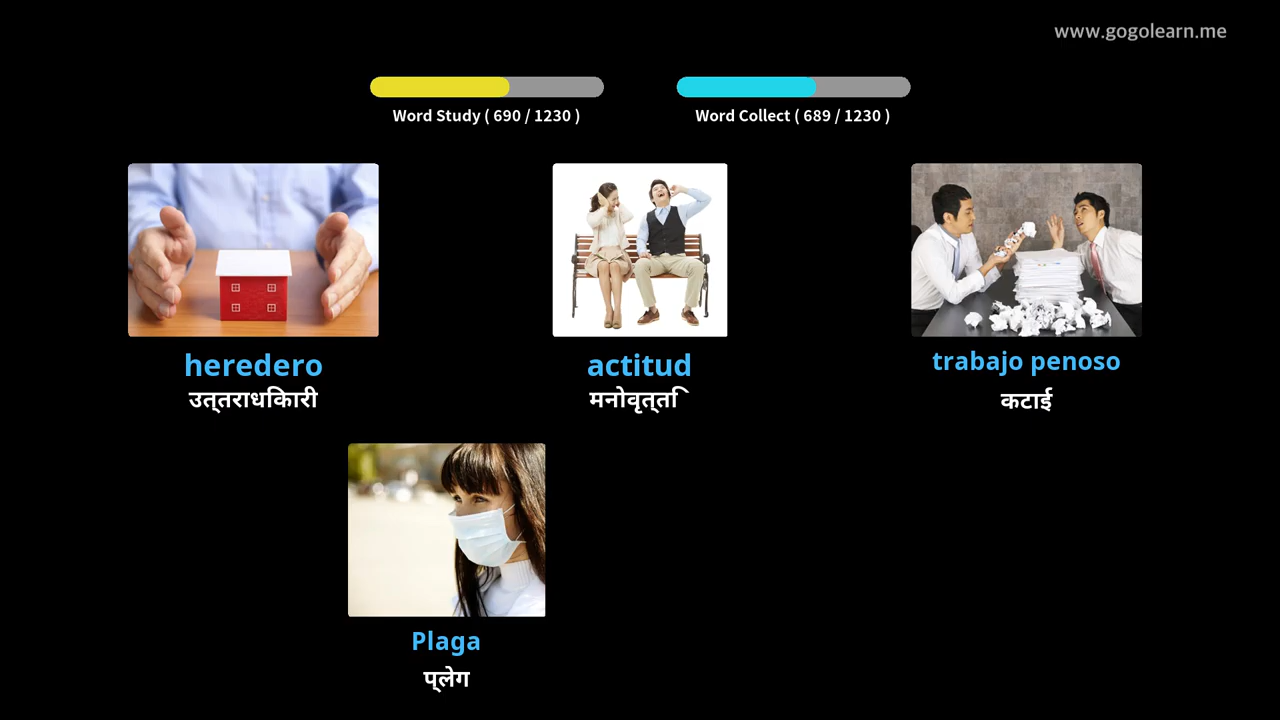 www.gogolearn.me
Word Study ( 690 / 1230 )
Word Collect ( 689 / 1230 )
heredero
उत्तराधिकारी
actitud
मनोवृत्ति
trabajo penoso
कटाई
Plaga
प्लेग